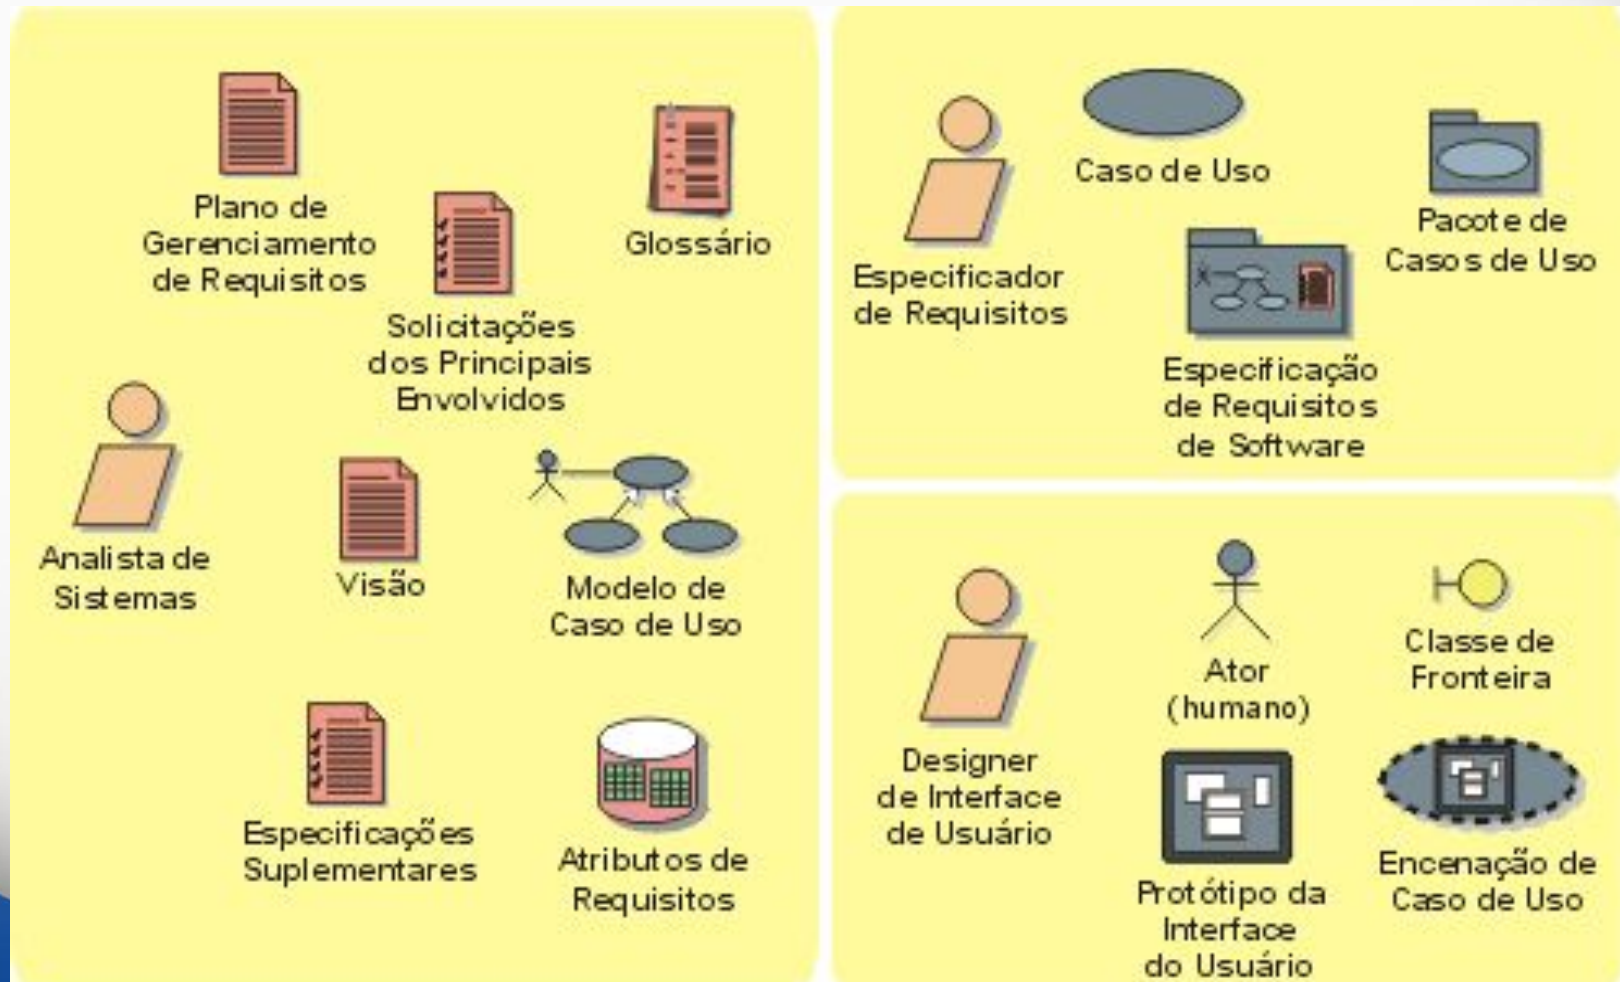 Plano de
Gerenciamento
de Requisitos
Solicitações
dos Principais
Envolvidos
Glossário
Analista de
Sistemas
Visão
Modelo de
Caso de Uso
Especificações
Suplementares
Atributos de
Requisitos
Especificador
de Requisitos
Caso de Uso
Pacote de
Casos de Uso
Especificação
de Requisitos
de Software
Designer
de Interface
de Usuário
Ator
(humano)
Classe de
Fronteira
Protótipo da
Interface
do Usuário
Encenação de
Caso de Uso